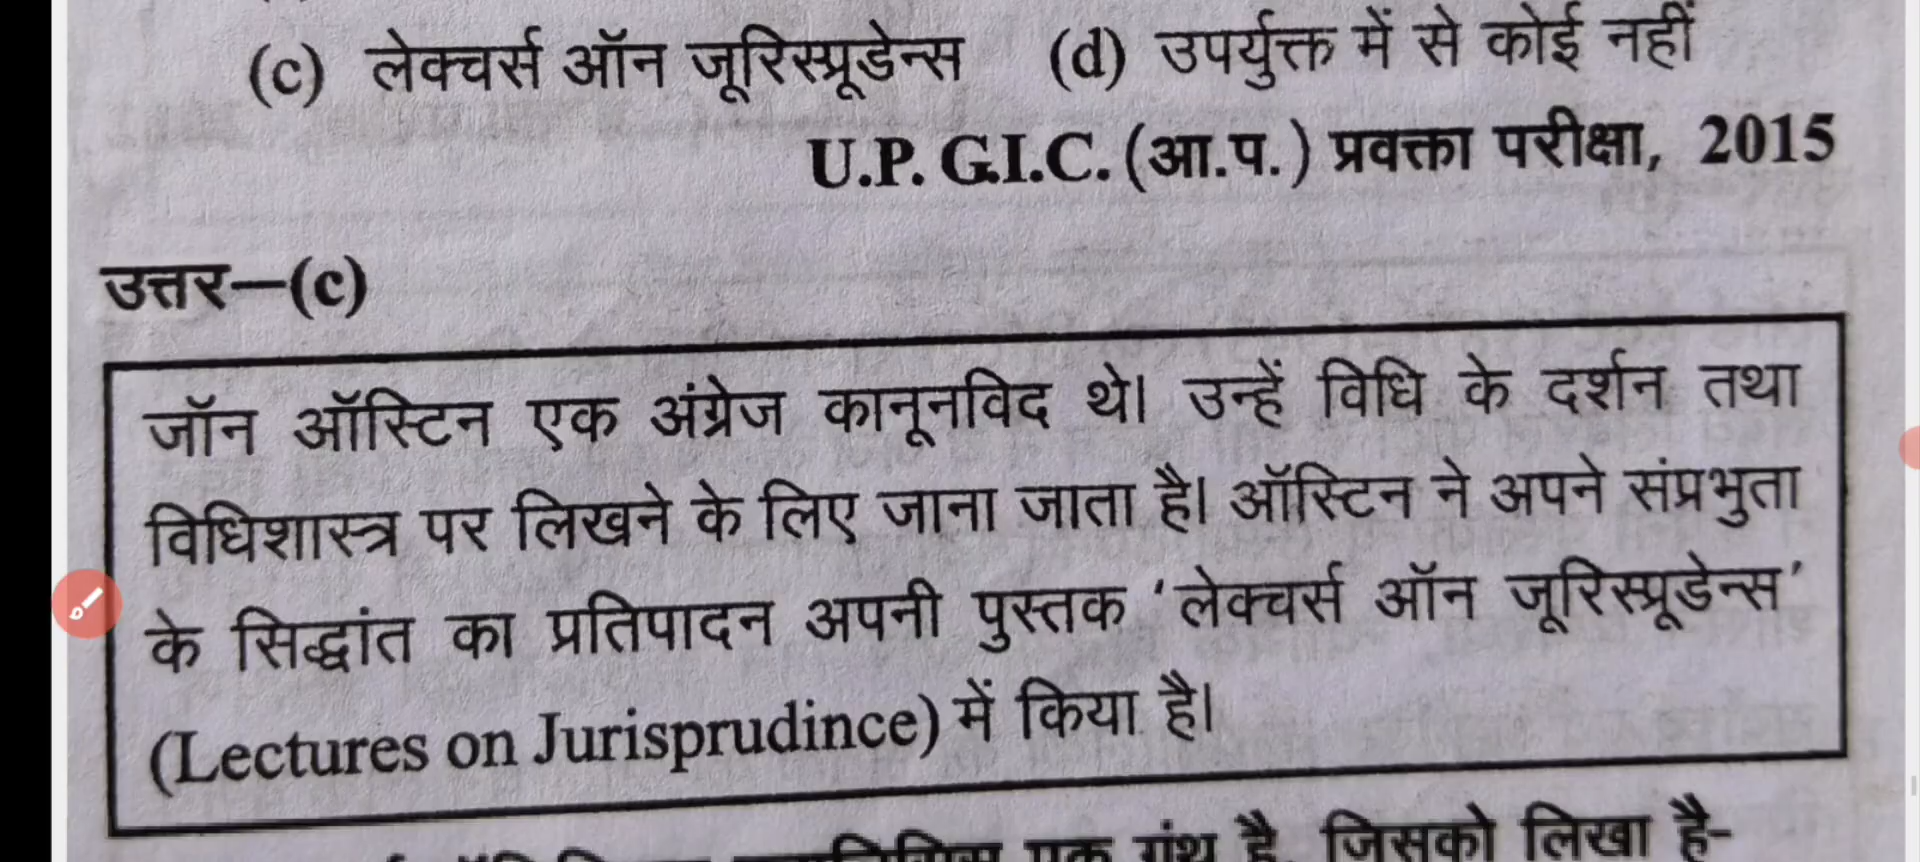 (c) लेक्चर्स ऑन जूरिस्प्रूडेन्स (d) उपर्युक्त में से कोई नहीं
U.P. G.I.C. (आ.प.) प्रवक्ता परीक्षा, 2015
उत्तर–(c)
जॉन ऑस्टिन एक अंग्रेज कानूनविद थे। उन्हें विधि के दर्शन तथा
विधिशास्त्र पर लिखने के लिए जाना जाता है। ऑस्टिन ने अपने संप्रभुता
के सिद्धांत का प्रतिपादन अपनी पुस्तक ‘लेक्चर्स ऑन जूरिस्प्रूडेन्स’
(Lectures on Jurisprudince) में किया है।
एक ग्रंथ है, जिसको लिखा है-